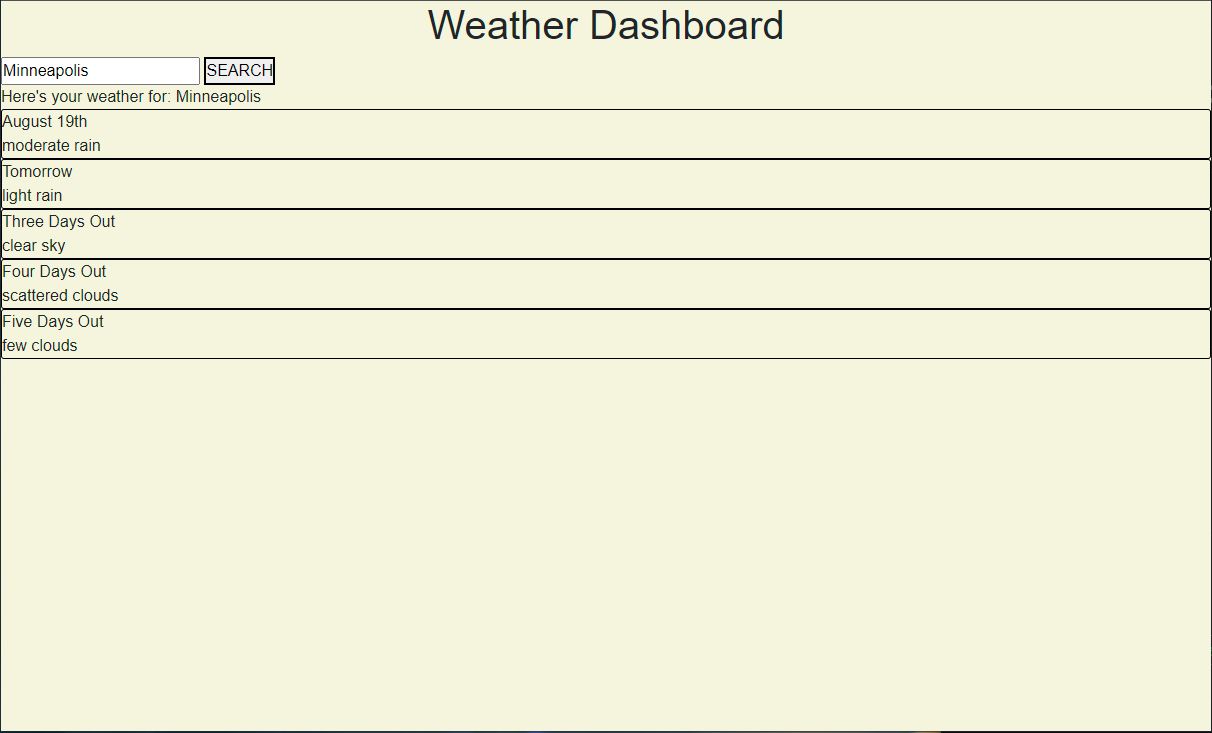 Weather Dashboard
Minneapolis SEARCH
Here's your weather for: Minneapolis
August 19th
moderate rain
Tomorrow
light rain
Three Days Out
clear sky
Four Days Out
scattered clouds
Five Days Out
few clouds